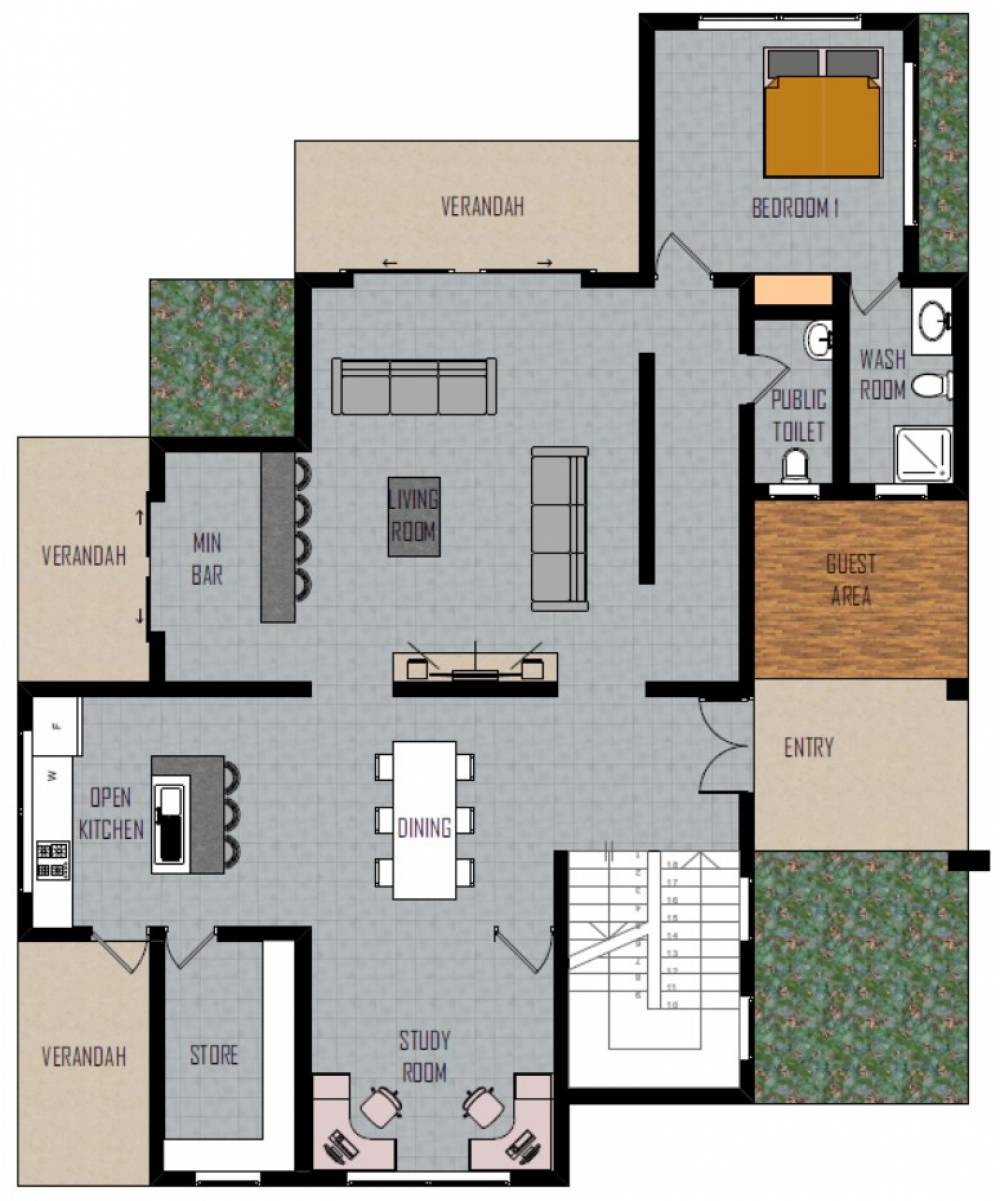 VERANDAH
BEDROOM 1
WASH
ROOM
PUBLIC
TOILET
LIVING
ROOM
VERANDAH
MIN
BAR
GUEST
AREA
F
W
OPEN
KITCHEN
DINING
ENTRY
1
2
3
4
6
7
8
9
18
17
16
15
14
13
12
11
10
VERANDAH
STORE
STUDY
ROOM